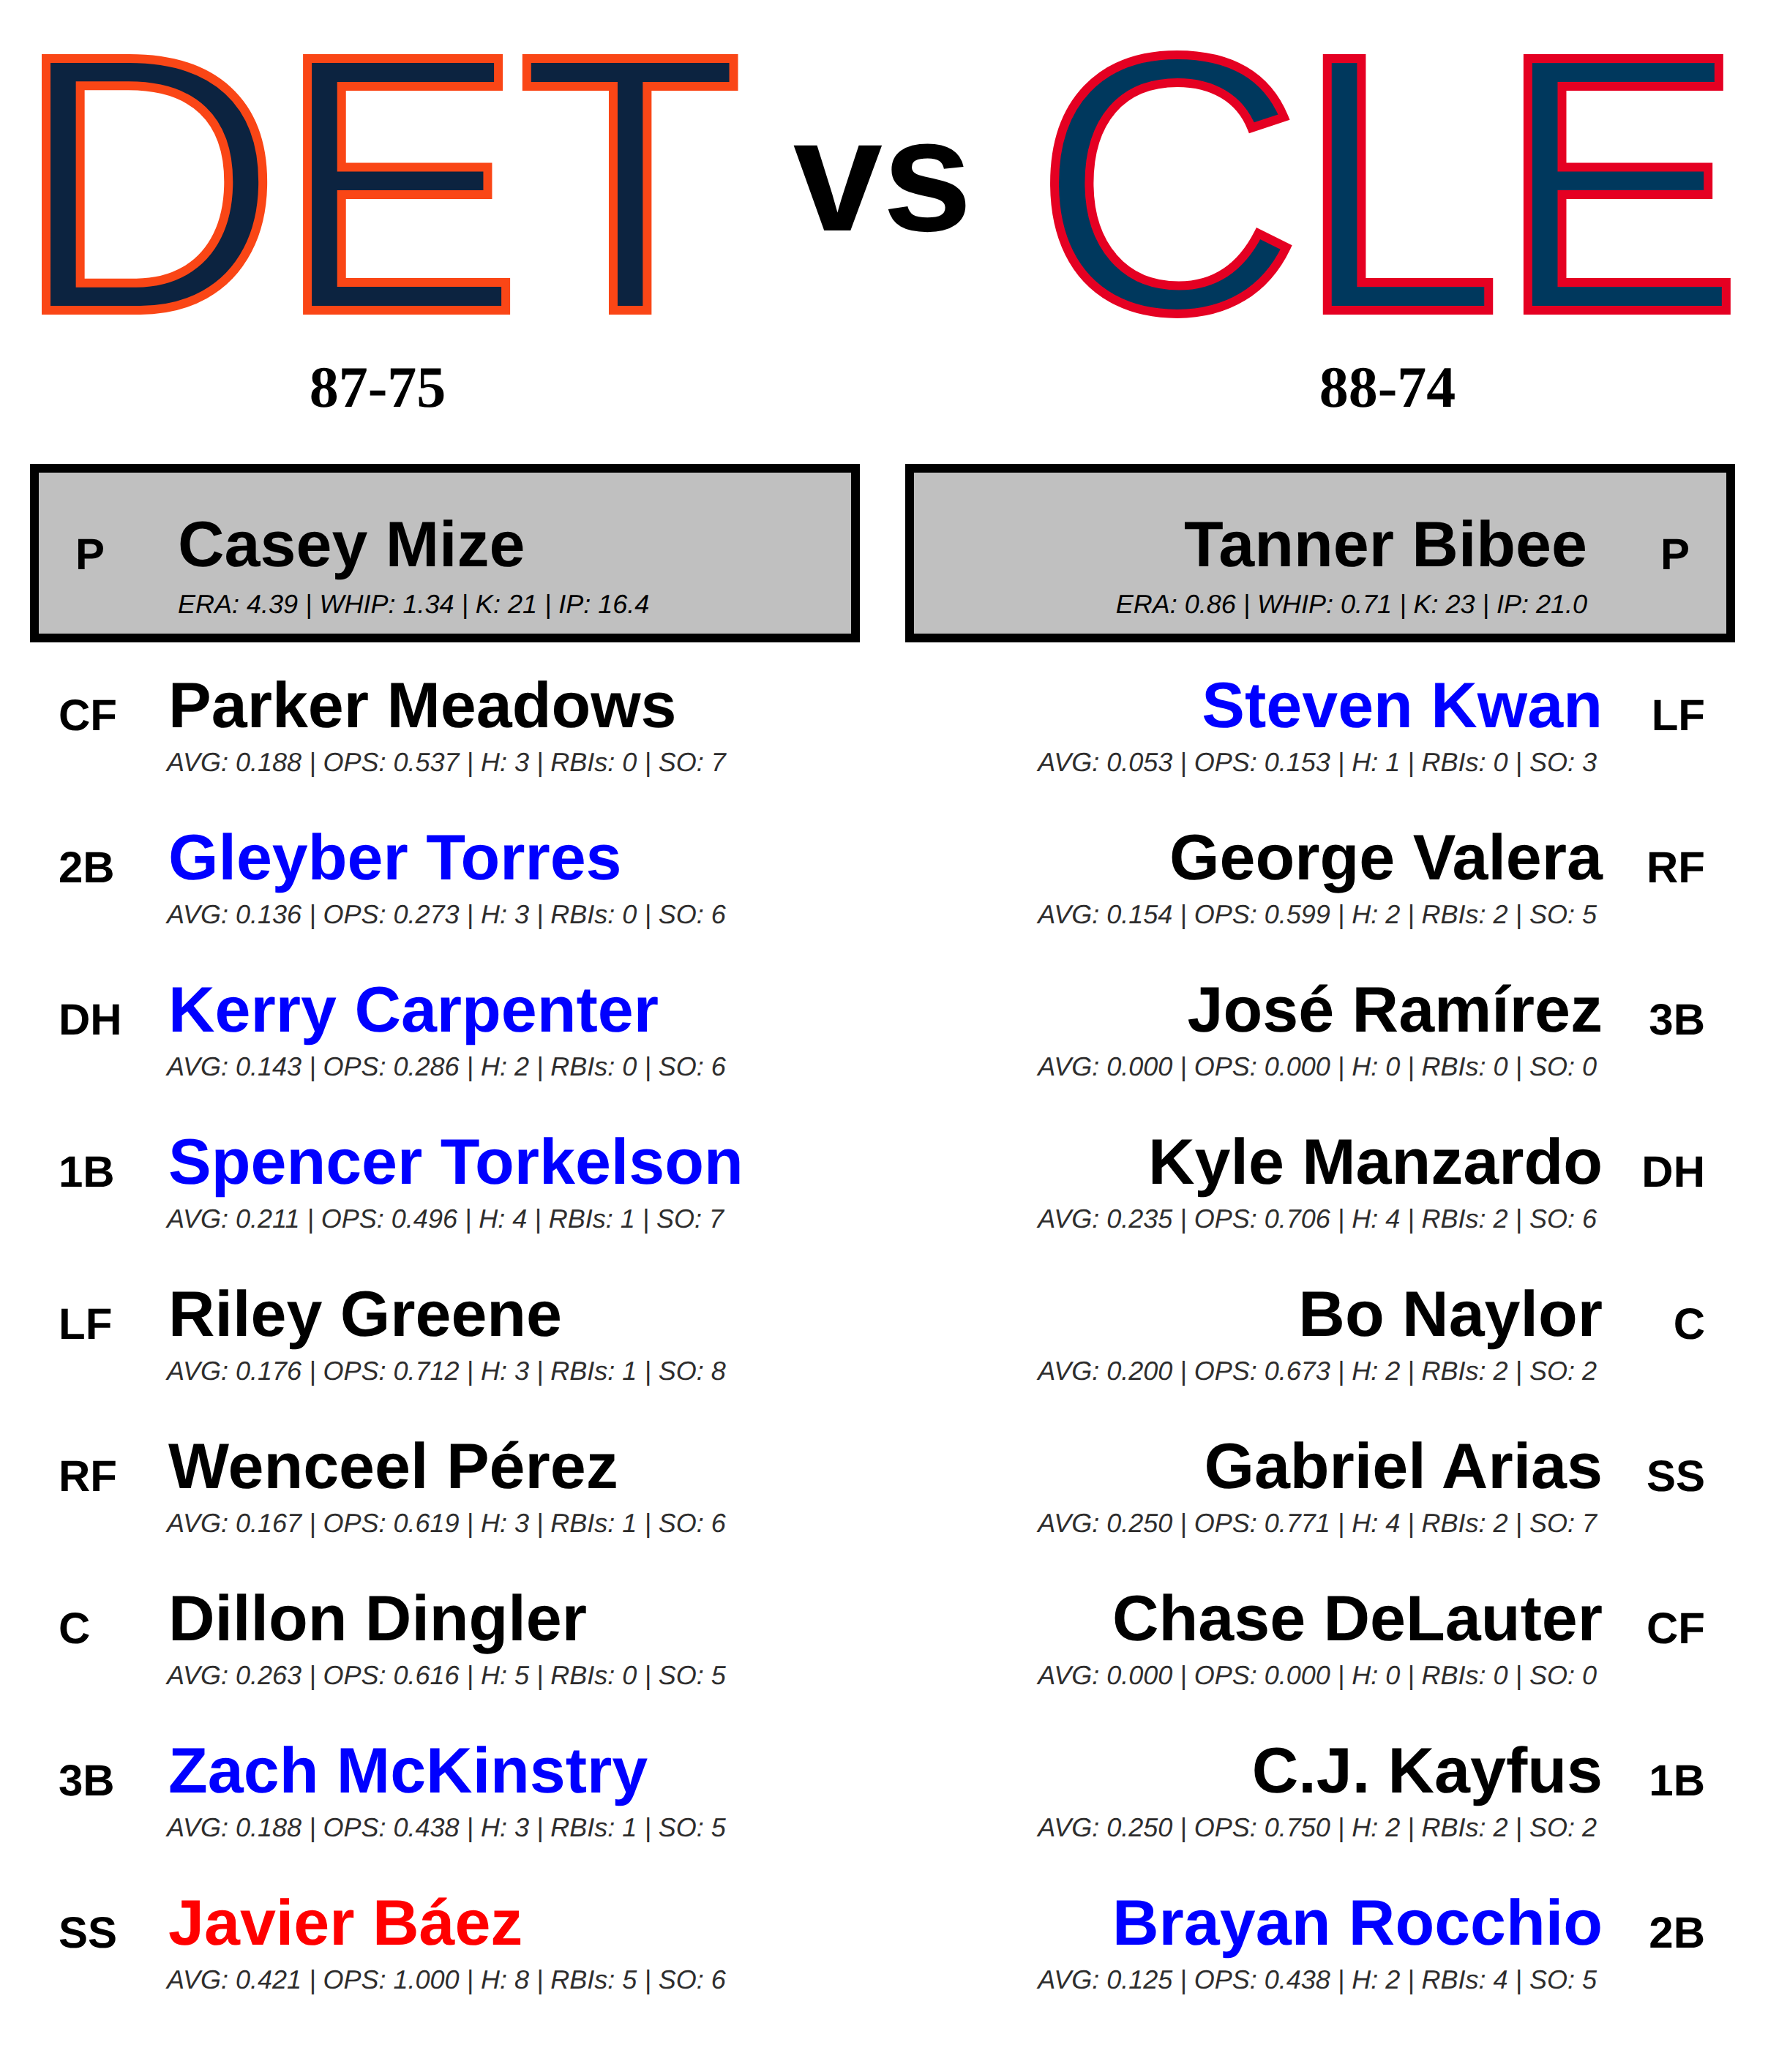 DET vs CLE
87-75
88-74
P Casey Mize
ERA: 4.39 | WHIP: 1.34 | K: 21 | IP: 16.4
Tanner Bibee P
ERA: 0.86 | WHIP: 0.71 | K: 23 | IP: 21.0
CF Parker Meadows
AVG: 0.188 | OPS: 0.537 | H: 3 | RBIs: 0 | SO: 7
2B Gleyber Torres
AVG: 0.136 | OPS: 0.273 | H: 3 | RBIs: 0 | SO: 6
DH Kerry Carpenter
AVG: 0.143 | OPS: 0.286 | H: 2 | RBIs: 0 | SO: 6
1B Spencer Torkelson
AVG: 0.211 | OPS: 0.496 | H: 4 | RBIs: 1 | SO: 7
LF Riley Greene
AVG: 0.176 | OPS: 0.712 | H: 3 | RBIs: 1 | SO: 8
RF Wenceel Pérez
AVG: 0.167 | OPS: 0.619 | H: 3 | RBIs: 1 | SO: 6
C Dillon Dingler
AVG: 0.263 | OPS: 0.616 | H: 5 | RBIs: 0 | SO: 5
3B Zach McKinstry
AVG: 0.188 | OPS: 0.438 | H: 3 | RBIs: 1 | SO: 5
SS Javier Báez
AVG: 0.421 | OPS: 1.000 | H: 8 | RBIs: 5 | SO: 6
Steven Kwan LF
AVG: 0.053 | OPS: 0.153 | H: 1 | RBIs: 0 | SO: 3
George Valera RF
AVG: 0.154 | OPS: 0.599 | H: 2 | RBIs: 2 | SO: 5
José Ramírez 3B
AVG: 0.000 | OPS: 0.000 | H: 0 | RBIs: 0 | SO: 0
Kyle Manzardo DH
AVG: 0.235 | OPS: 0.706 | H: 4 | RBIs: 2 | SO: 6
Bo Naylor C
AVG: 0.200 | OPS: 0.673 | H: 2 | RBIs: 2 | SO: 2
Gabriel Arias SS
AVG: 0.250 | OPS: 0.771 | H: 4 | RBIs: 2 | SO: 7
Chase DeLauter CF
AVG: 0.000 | OPS: 0.000 | H: 0 | RBIs: 0 | SO: 0
C.J. Kayfus 1B
AVG: 0.250 | OPS: 0.750 | H: 2 | RBIs: 2 | SO: 2
Brayan Rocchio 2B
AVG: 0.125 | OPS: 0.438 | H: 2 | RBIs: 4 | SO: 5